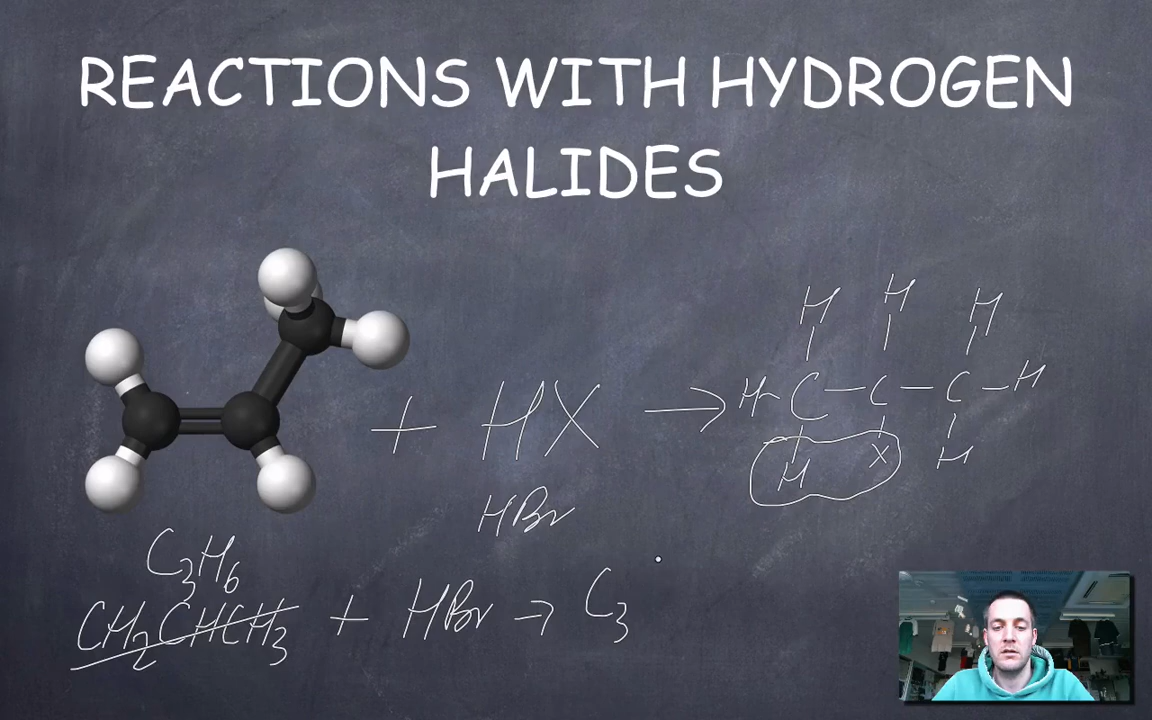 REACTIONS WITH HYDROGEN
HALIDES
H H H
+ HX → H-C-C-C-H
H X H
HBr
C3H6
CH2CHCH3 + HBr → C3